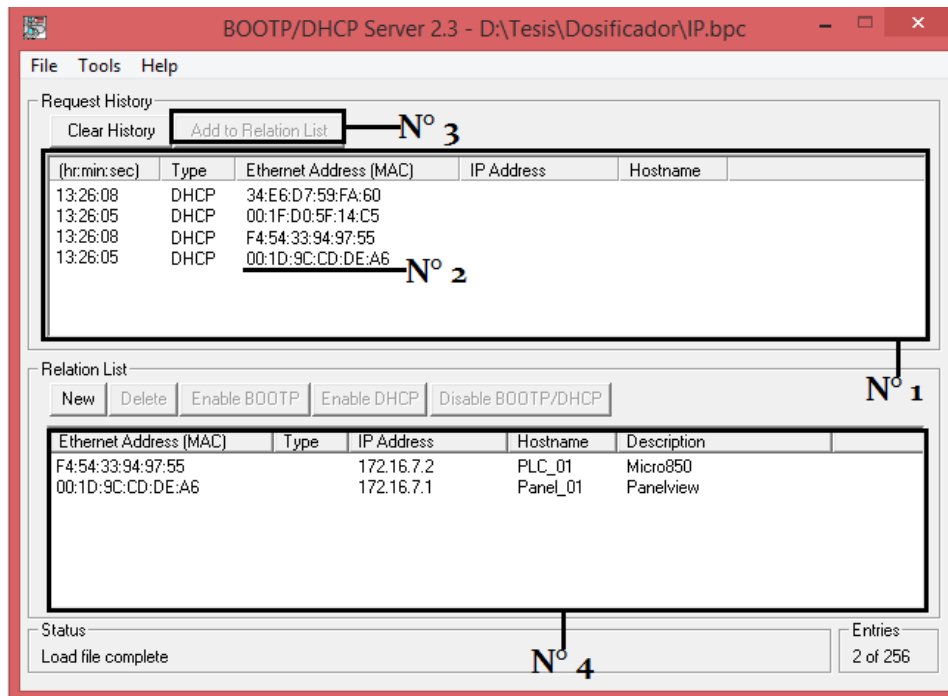 BOOTP/DHCP Server 2.3 - D:\Tesis\Dosificador\IP.bpc
File Tools Help
Request History
Clear History Add to Relation List N° 3
(hr:min:sec) Type Ethernet Address (MAC) IP Address Hostname
13:26:08 DHCP 34:E6:D7:59:FA:60
13:26:05 DHCP 00:1F:D0:5F:14:C5
13:26:08 DHCP F4:54:33:94:97:55
13:26:05 DHCP 00:1D:9C:CD:DE:A6
N° 2
Relation List
N° 1
New Delete Enable BOOTP Enable DHCP Disable BOOTP/DHCP
Ethernet Address (MAC) Type IP Address Hostname Description
F4:54:33:94:97:55 172.16.7.2 PLC_01 Micro850
00:1D:9C:CD:DE:A6 172.16.7.1 Panel_01 Panelview
Status Entries
Load file complete N° 4 2 of 256